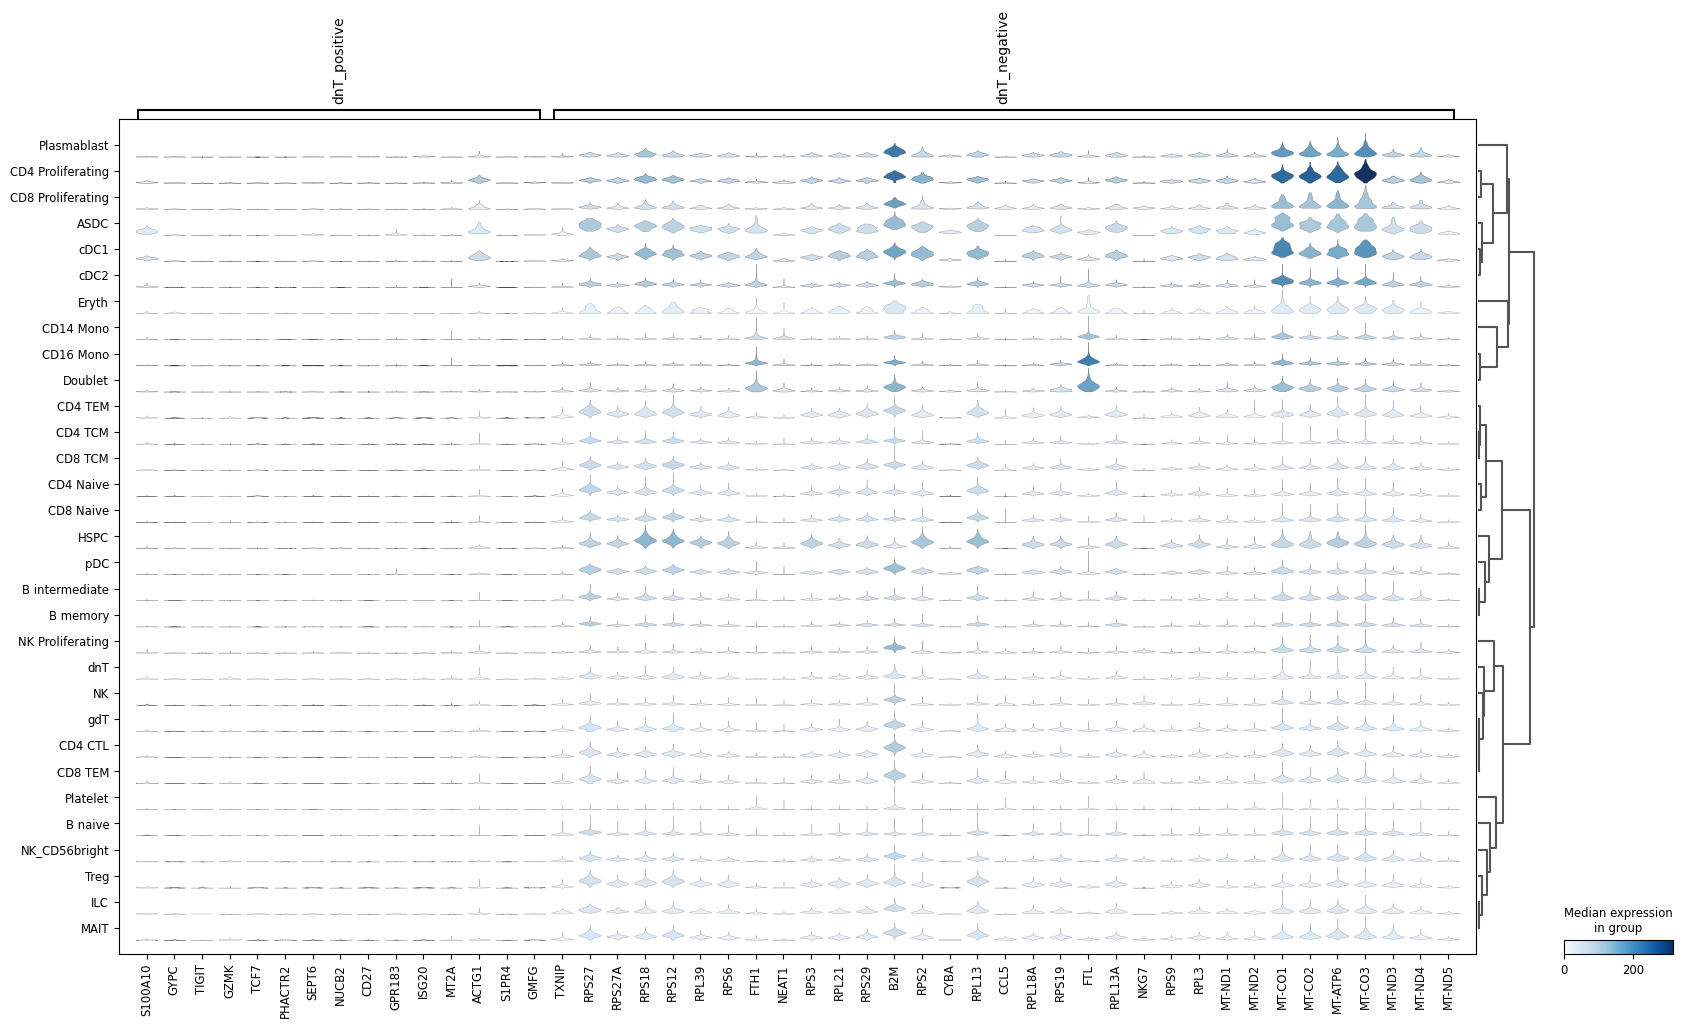 dnT_positive
dnT_negative
Plasmablast
CD4 Proliferating
CD8 Proliferating
ASDC
cDC1
cDC2
Eryth
CD14 Mono
CD16 Mono
Doublet
CD4 TEM
CD4 TCM
CD8 TCM
CD4 Naive
CD8 Naive
HSPC
pDC
B intermediate
B memory
NK Proliferating
dnT
NK
gdT
CD4 CTL
CD8 TEM
Platelet
B naive
NK_CD56bright
Treg
ILC
MAIT
S100A10
GYPC
TIGIT
GZMK
TCF7
PHACTR2
SEPT6
NUCB2
CD27
GPR183
ISG20
MT2A
ACTG1
S1PR4
GMFG
TXNIP
RPS27
RPS27A
RPS18
RPS12
RPL39
RPS6
FTH1
NEAT1
RPS3
RPL21
RPS29
B2M
RPS2
CYBA
RPL13
CCL5
RPL18A
RPS19
FTL
RPL13A
NKG7
RPS9
RPL3
MT-ND1
MT-ND2
MT-CO1
MT-CO2
MT-ATP6
MT-CO3
MT-ND3
MT-ND4
MT-ND5
Median expression
in group
0 200